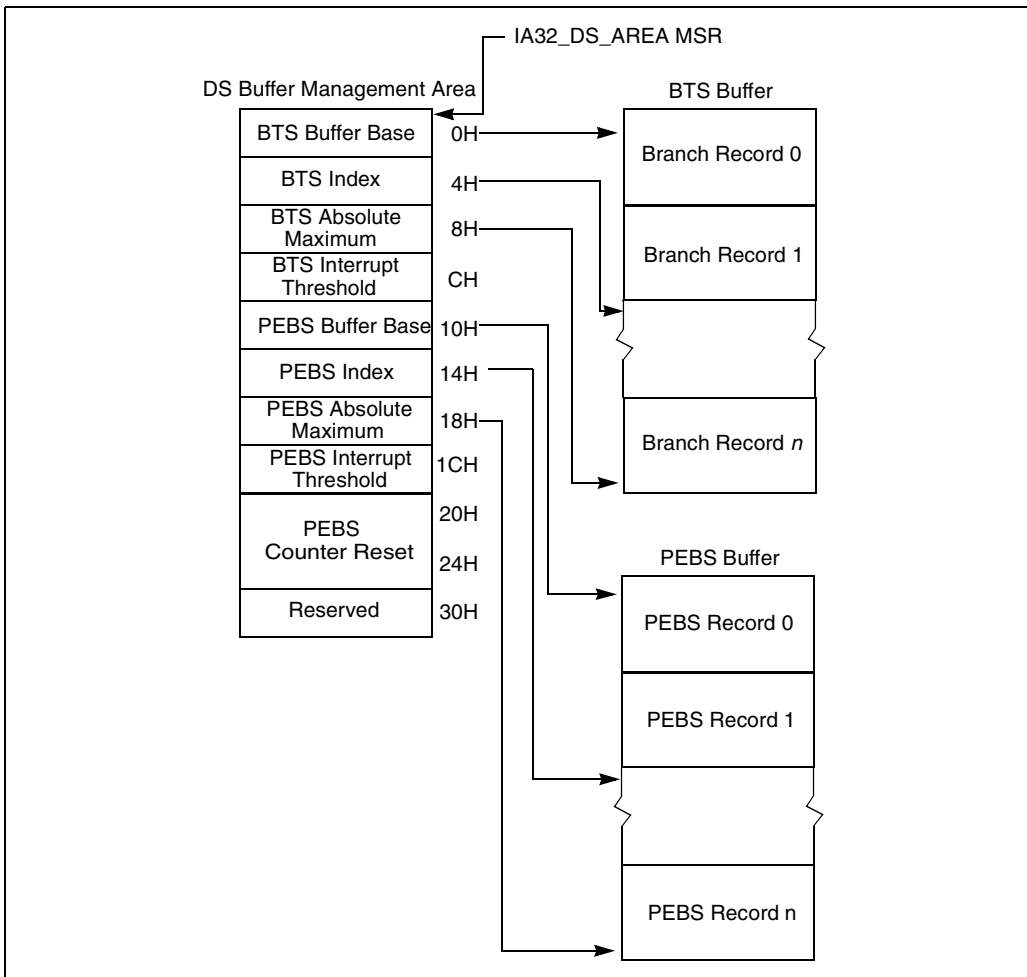 IA32_DS_AREA MSR
DS Buffer Management Area
BTS Buffer Base 0H
BTS Index 4H
BTS Absolute
Maximum 8H
BTS Interrupt
Threshold CH
PEBS Buffer Base 10H
PEBS Index 14H
PEBS Absolute
Maximum 18H
PEBS Interrupt
Threshold 1CH
20H
PEBS
Counter Reset
24H
Reserved 30H
BTS Buffer
Branch Record 0
Branch Record 1
Branch Record n
PEBS Buffer
PEBS Record 0
PEBS Record 1
PEBS Record n